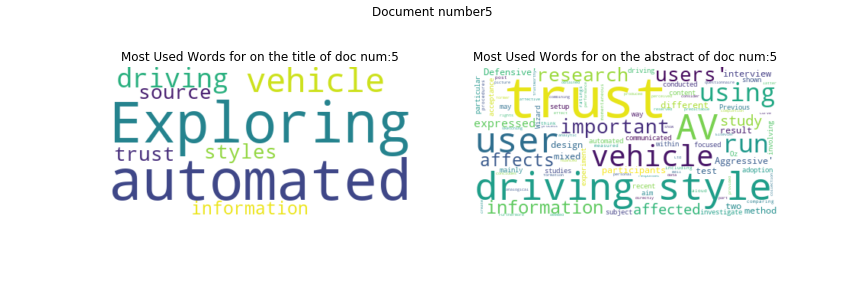 Document number5
Most Used Words for on the title of doc num:5
driving
vehicle
source
Exploring
trust
styles
automated
information
Most Used Words for on the abstract of doc num:5
Defensive
research
driving
users'
interview
particular
trust
using
content
conducted
shown
may
setup
different
Previous
expressed
important
AV
study
user
way
communicated
result
affects
design
mixed
vehicle
automated
within
focused
run
Oz
participants
test
Aggressive'
adoption
mainly
studies
recent
driving style
aim
information
subject
affected
investigate
two
method
comparing